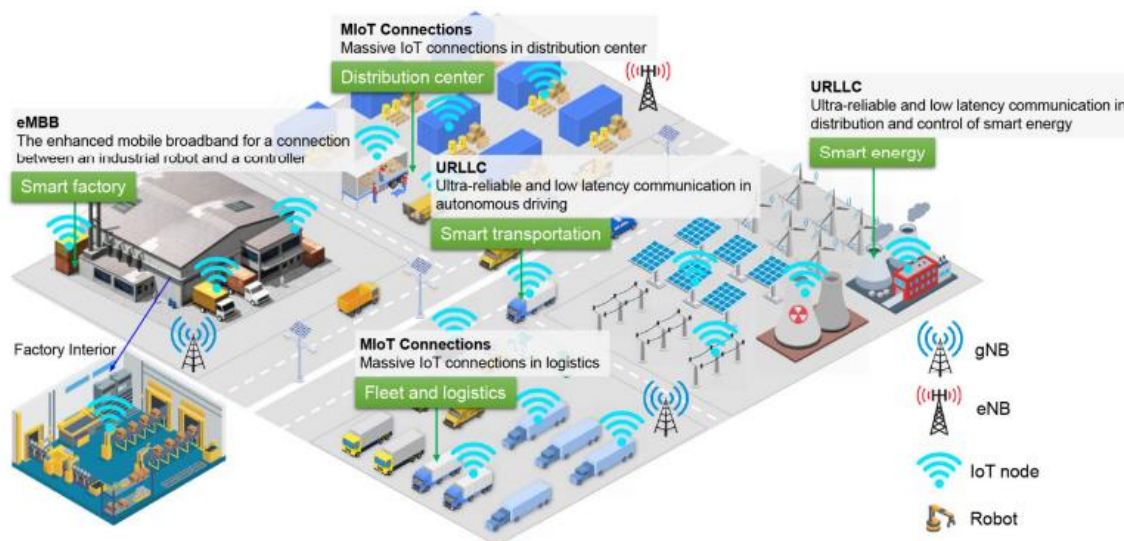 MIoT Connections
Massive IoT connections in distribution center
Distribution center
eMBB
The enhanced mobile broadband for a connection
between an industrial robot and a controller
Smart factory
URLLC
Ultra-reliable and low latency communication in
autonomous driving
Smart transportation
URLLC
Ultra-reliable and low latency communication in
distribution and control of smart energy
Smart energy
Factory Interior
MIoT Connections
Massive IoT connections in logistics
Fleet and logistics
gNB
eNB
IoT node
Robot